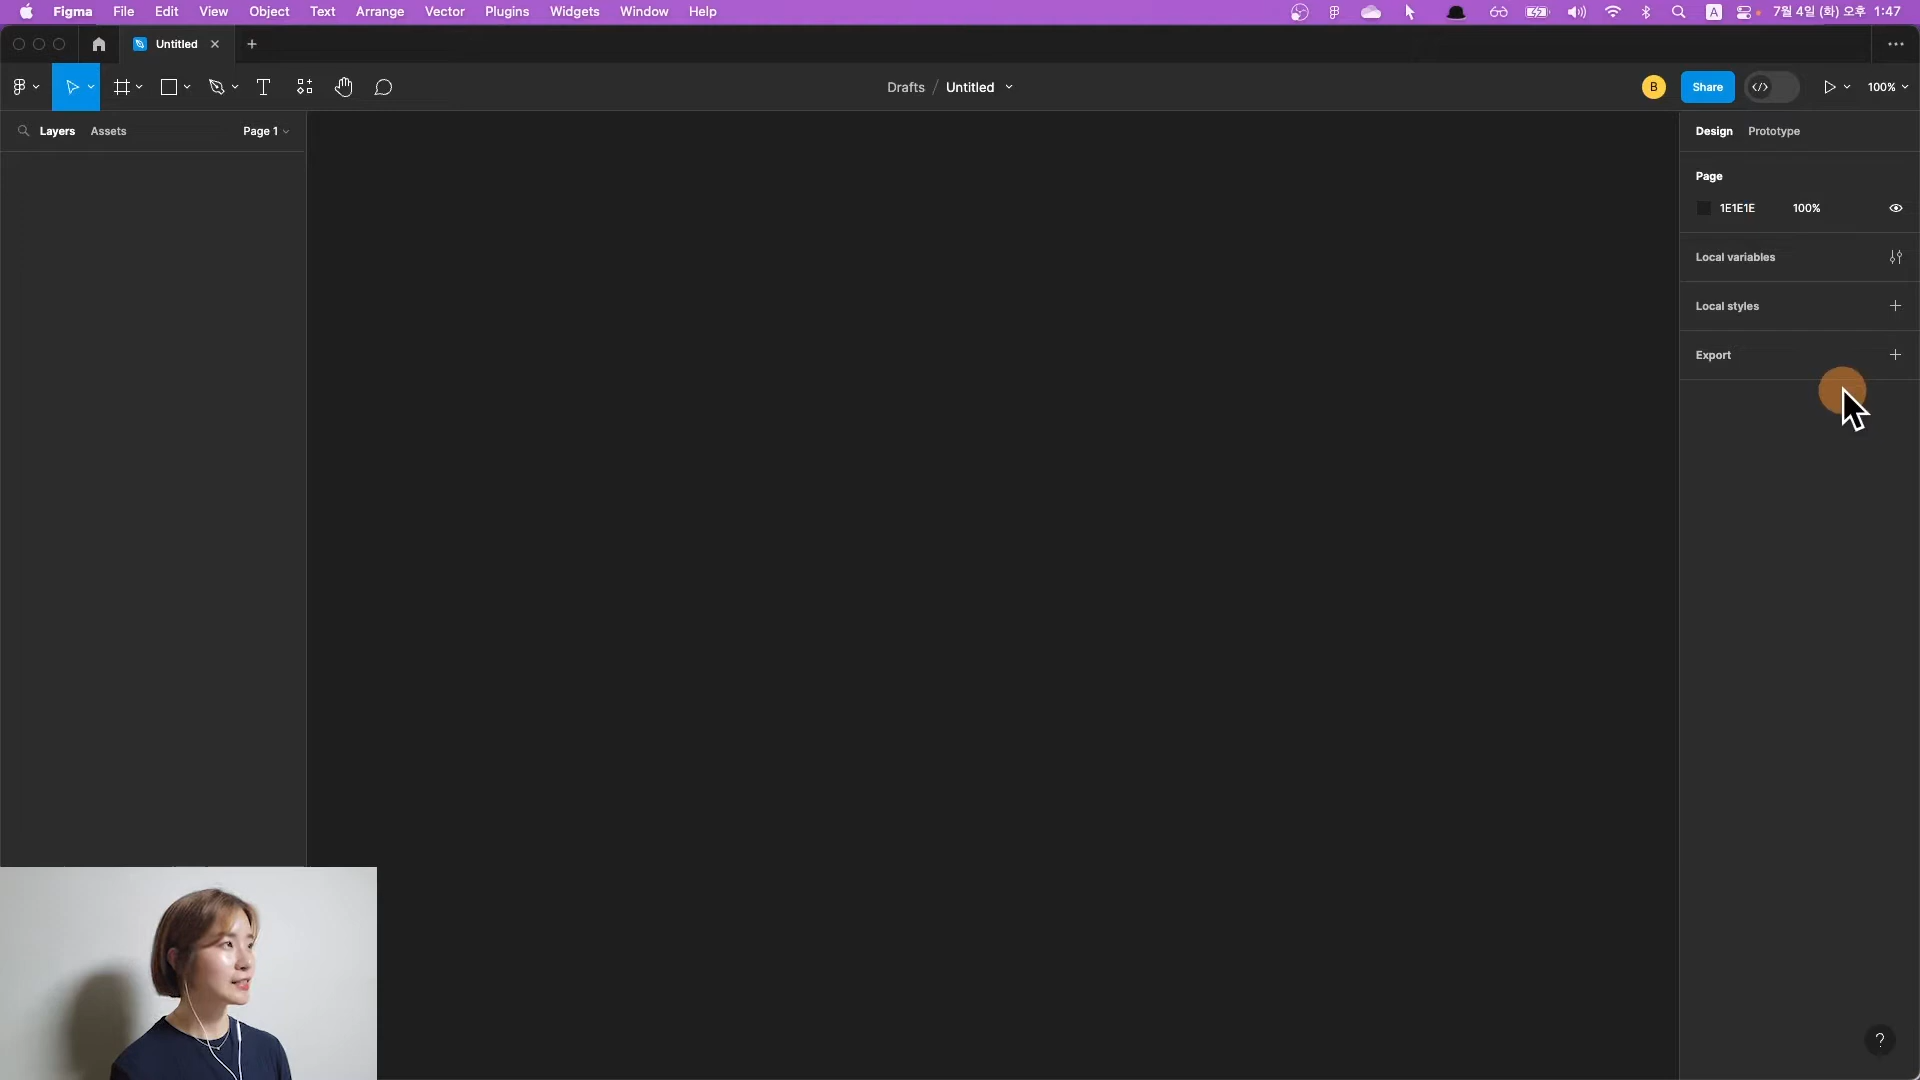 Figma File Edit View Object Text Arrange Vector Plugins Widgets Window Help A 7월 4일 (화) 오후 1:47
Untitled
Drafts / Untitled B Share 100%
Layers Assets Page 1 Design Prototype
Page
1E1E1E 100%
Local variables
Local styles
Export
?